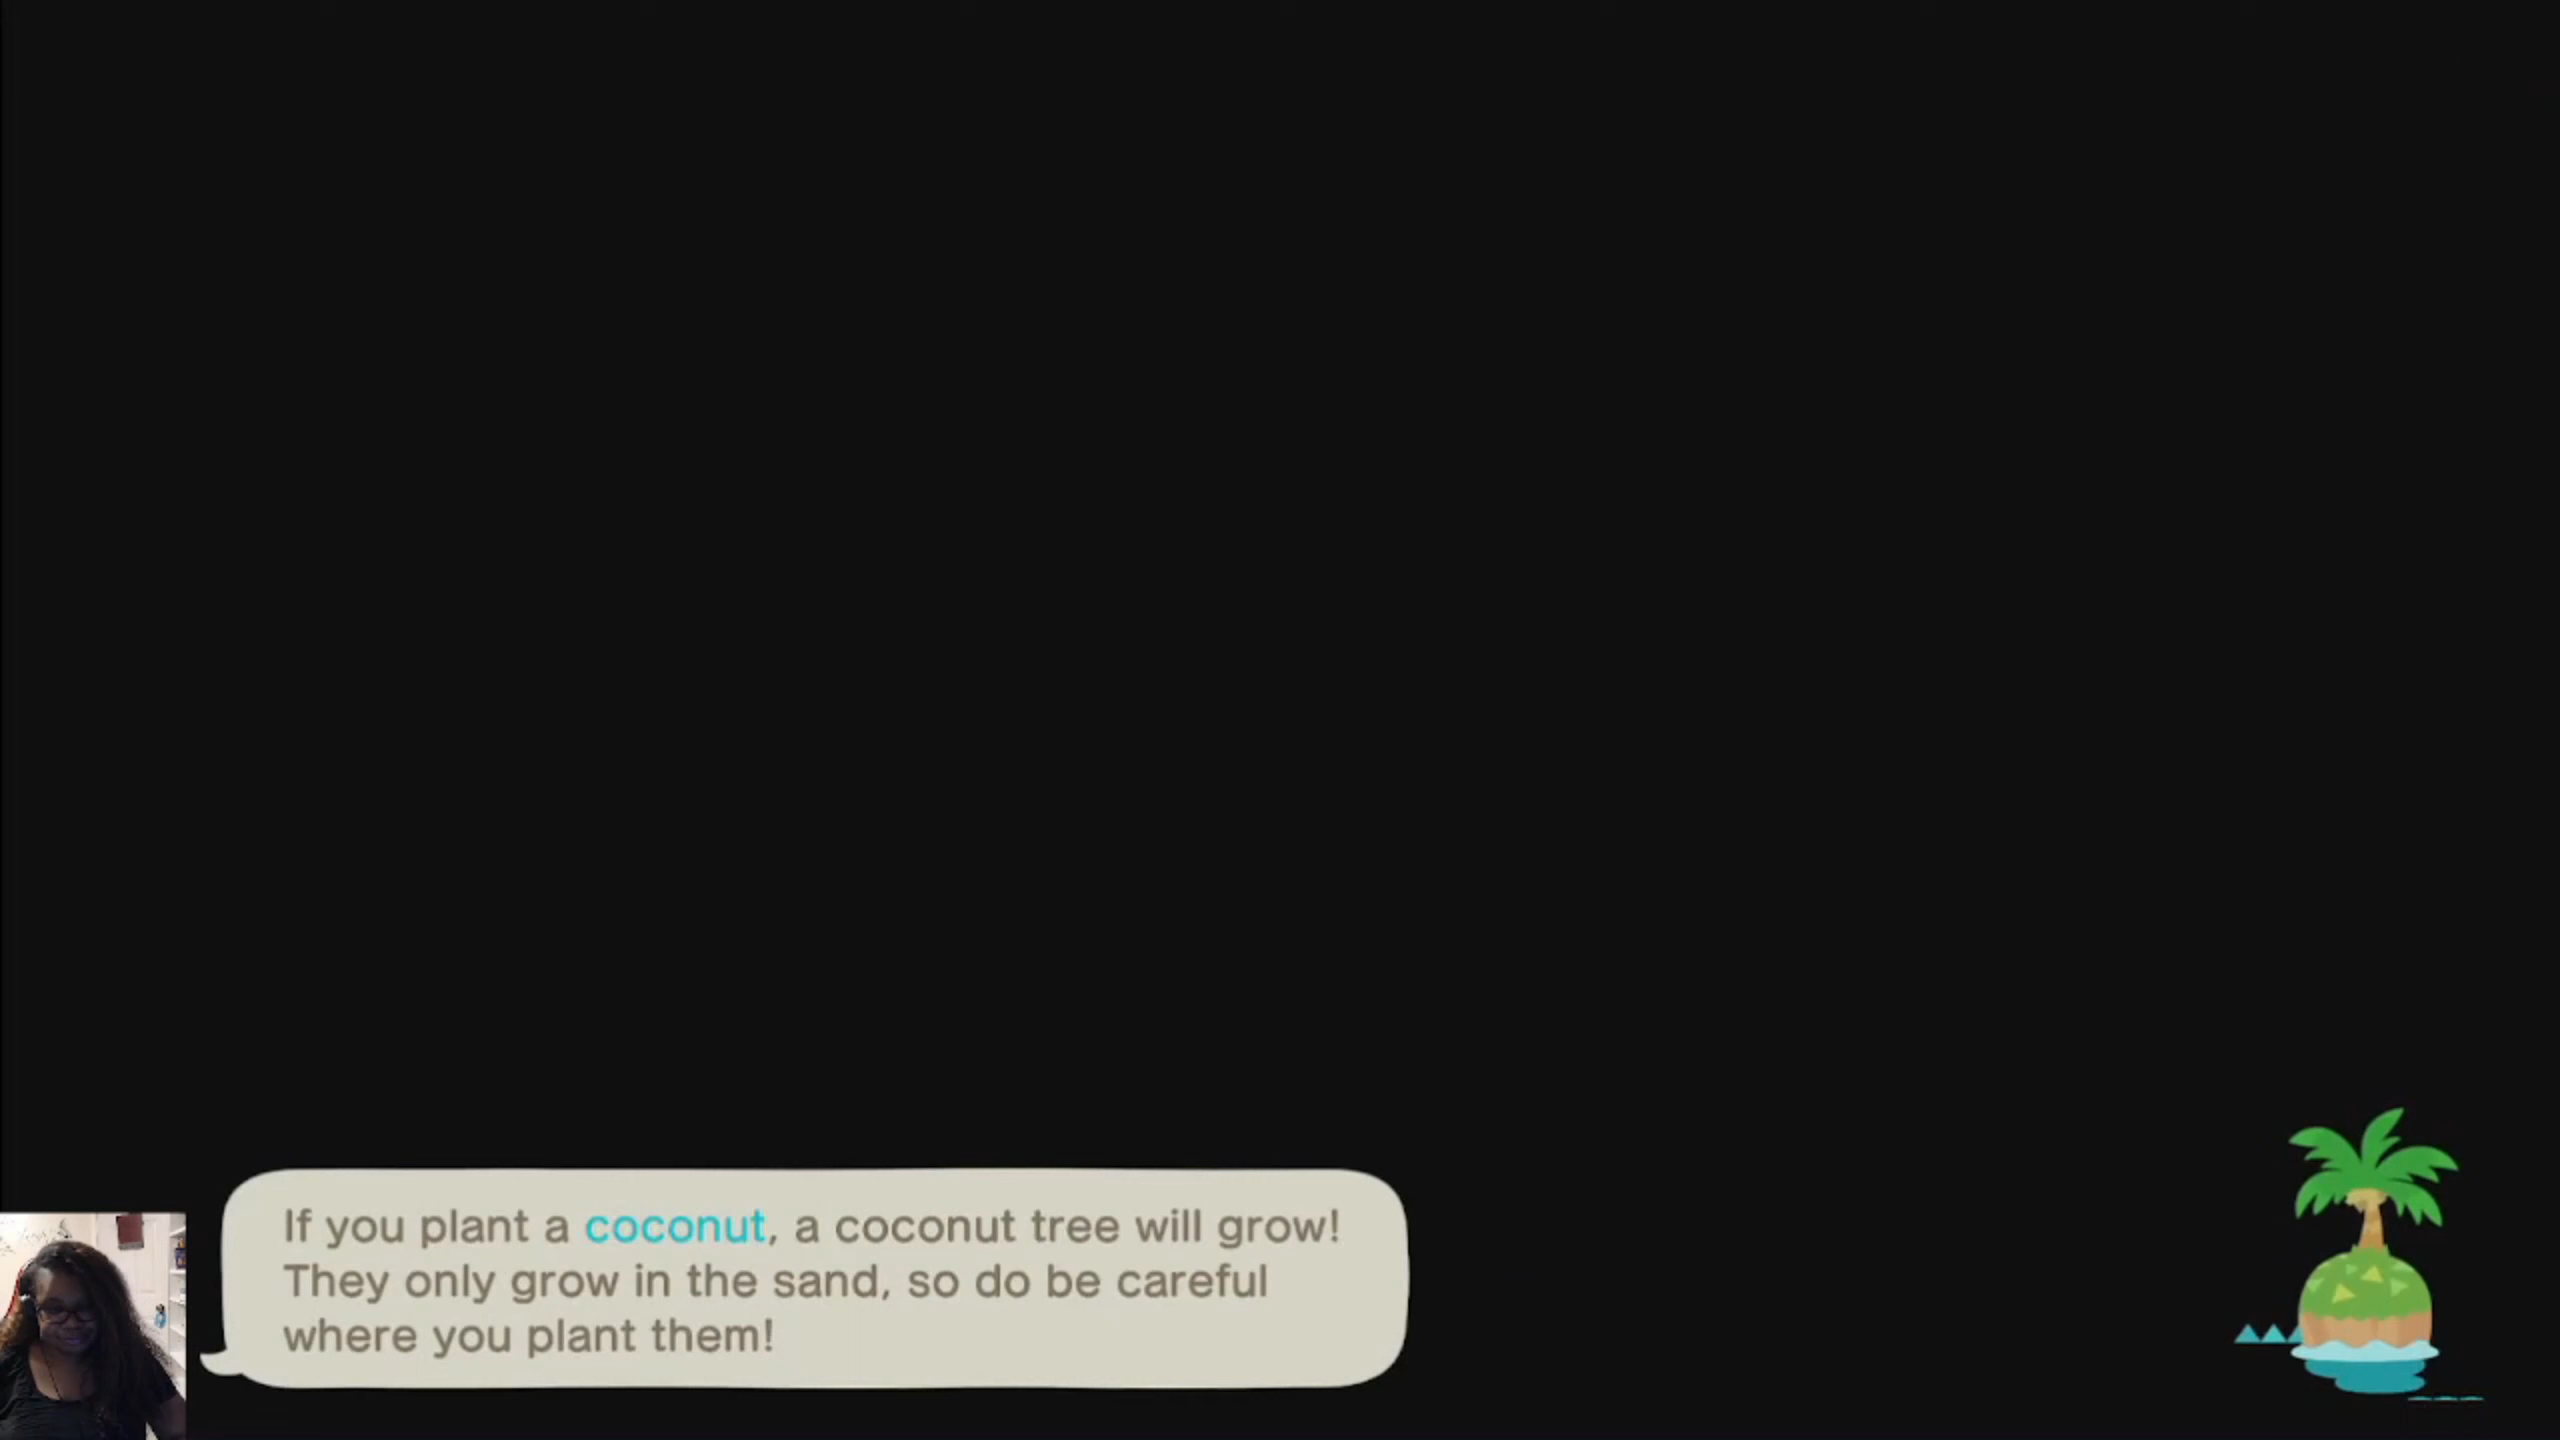 If you plant a coconut, a coconut tree will grow!
They only grow in the sand, so do be careful
where you plant them!